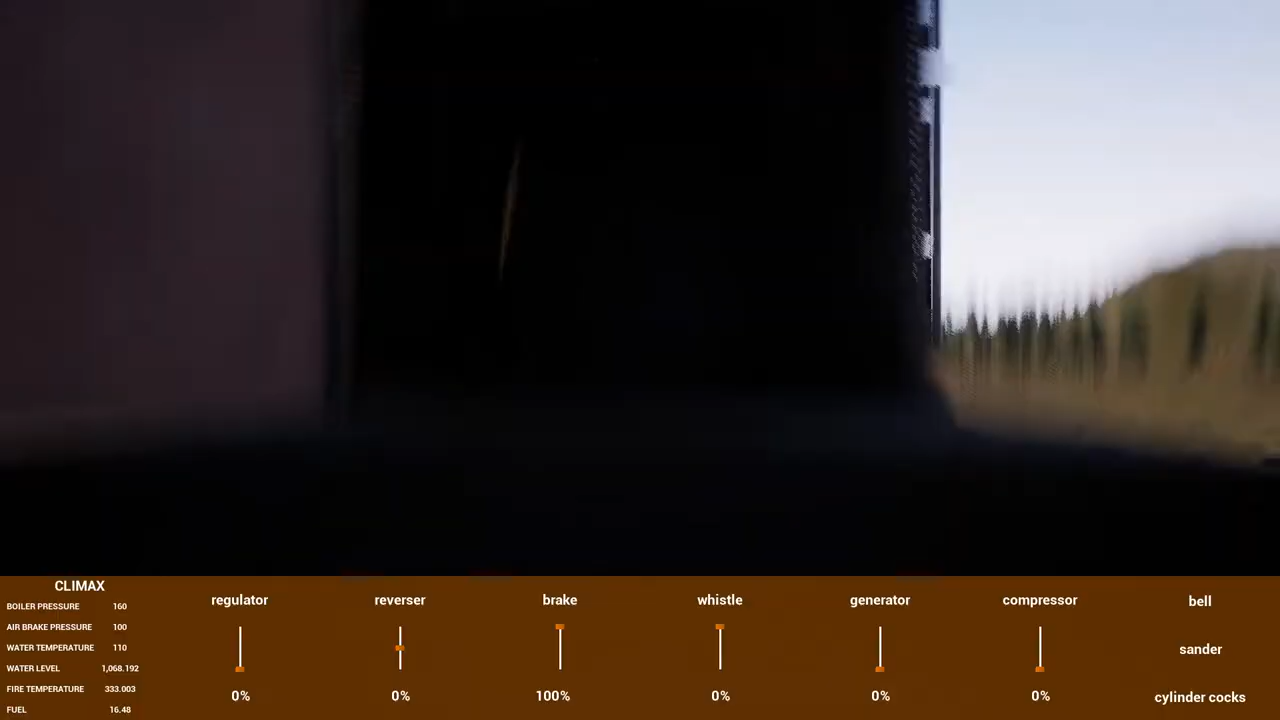 CLIMAX
BOILER PRESSURE 160
AIR BRAKE PRESSURE 100
WATER TEMPERATURE 110
WATER LEVEL 1,068.192
FIRE TEMPERATURE 333.003
FUEL 16.48
regulator
0%
reverser
0%
brake
100%
whistle
0%
generator
0%
compressor
0%
bell
sander
cylinder cocks